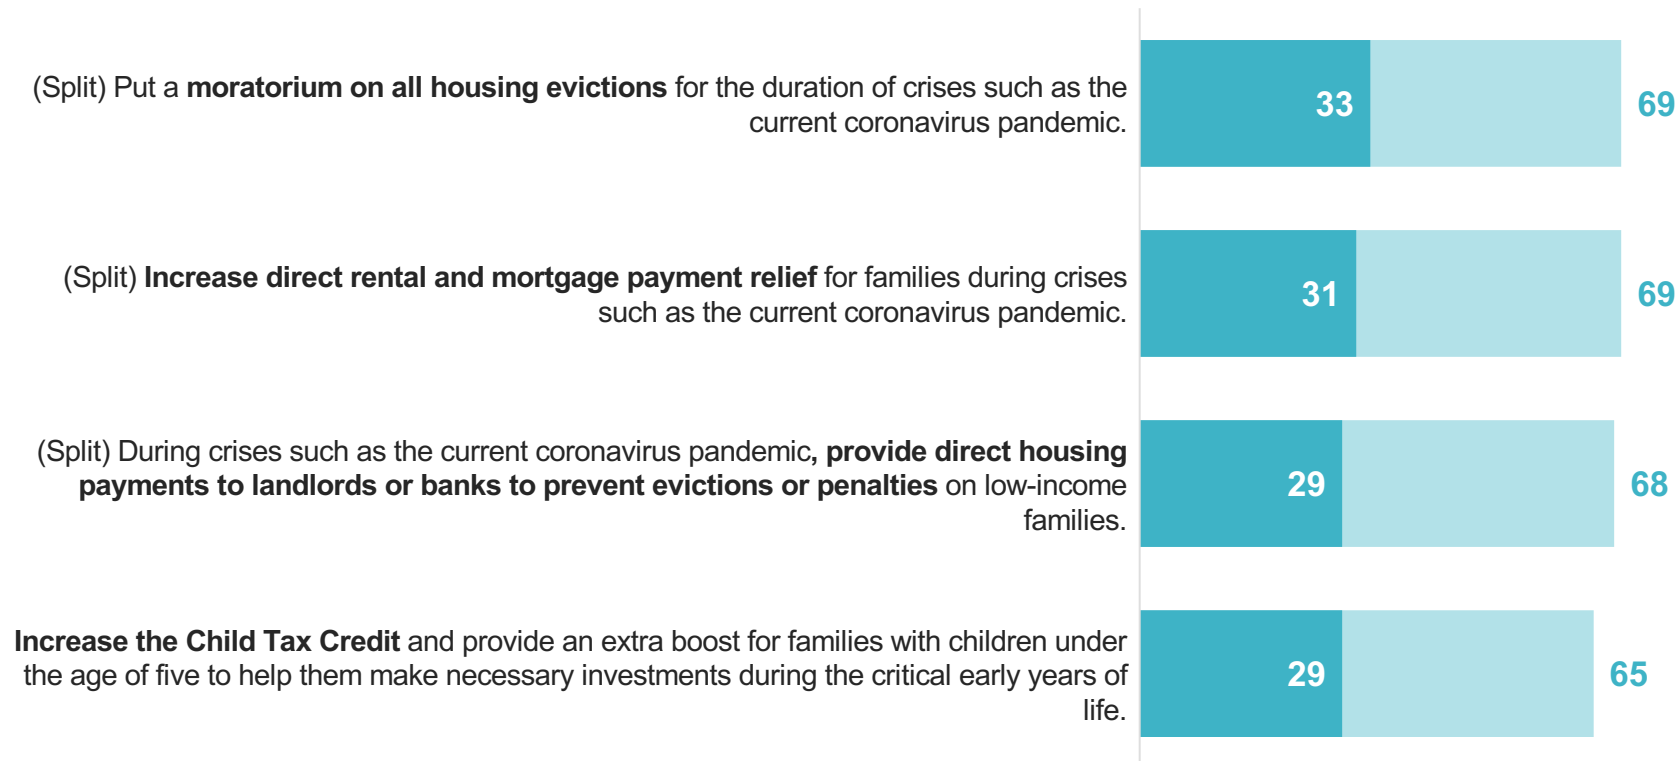 (Split) Put a moratorium on all housing evictions for the duration of crises such as the
current coronavirus pandemic.
33
69
(Split) Increase direct rental and mortgage payment relief for families during crises
such as the current coronavirus pandemic.
31
69
(Split) During crises such as the current coronavirus pandemic, provide direct housing
payments to landlords or banks to prevent evictions or penalties on low-income
families.
29
68
Increase the Child Tax Credit and provide an extra boost for families with children under
the age of five to help them make necessary investments during the critical early years of
life.
29
65